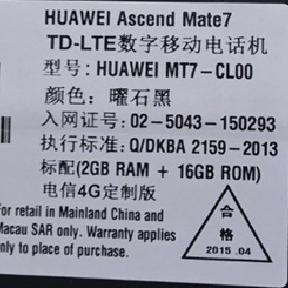 HUAWEI Ascend Mate7
TD-LTE数字移动电话机
型号: HUAWEI MT7-CL00
颜色: 曜石黑
入网证号: 02-5043-150293
执行标准: Q/DKBA 2159-2013
标配(2GB RAM + 16GB ROM)
电信4G定制版
For retail in Mainland China and
Macau SAR only. Warranty applies
only to place of purchase.
合
格
2015 .04